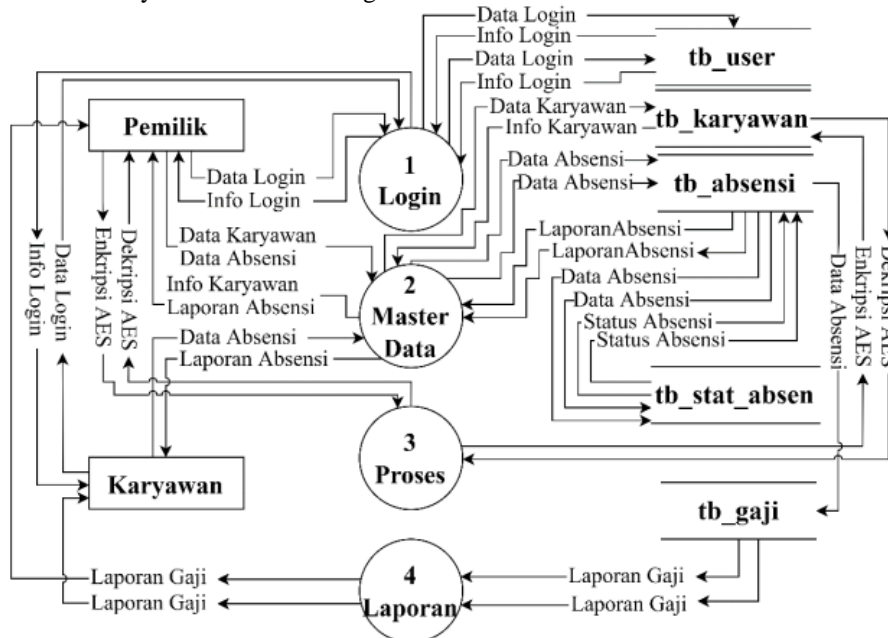 Data Login
Info Login
Data Login
Info Login
tb_user
Data Karyawan
Info Karyawan
tb_karyawan
Pemilik
1
Login
Data Login
Info Login
Data Absensi
Data Absensi
tb_absensi
Info Login
Data Login
Enkripsi AES
Dekripsi AES
Data Karyawan
Data Absensi
Info Karyawan
Laporan Absensi
Data Absensi
Laporan Absensi
2
Master
Data
LaporanAbsensi
LaporanAbsensi
Data Absensi
Data Absensi
Status Absensi
Status Absensi
Data Absensi
Enkripsi AES
Dekripsi AES
tb_stat_absen
3
Proses
Karyawan
tb_gaji
Laporan Gaji
Laporan Gaji
4
Laporan
Laporan Gaji
Laporan Gaji